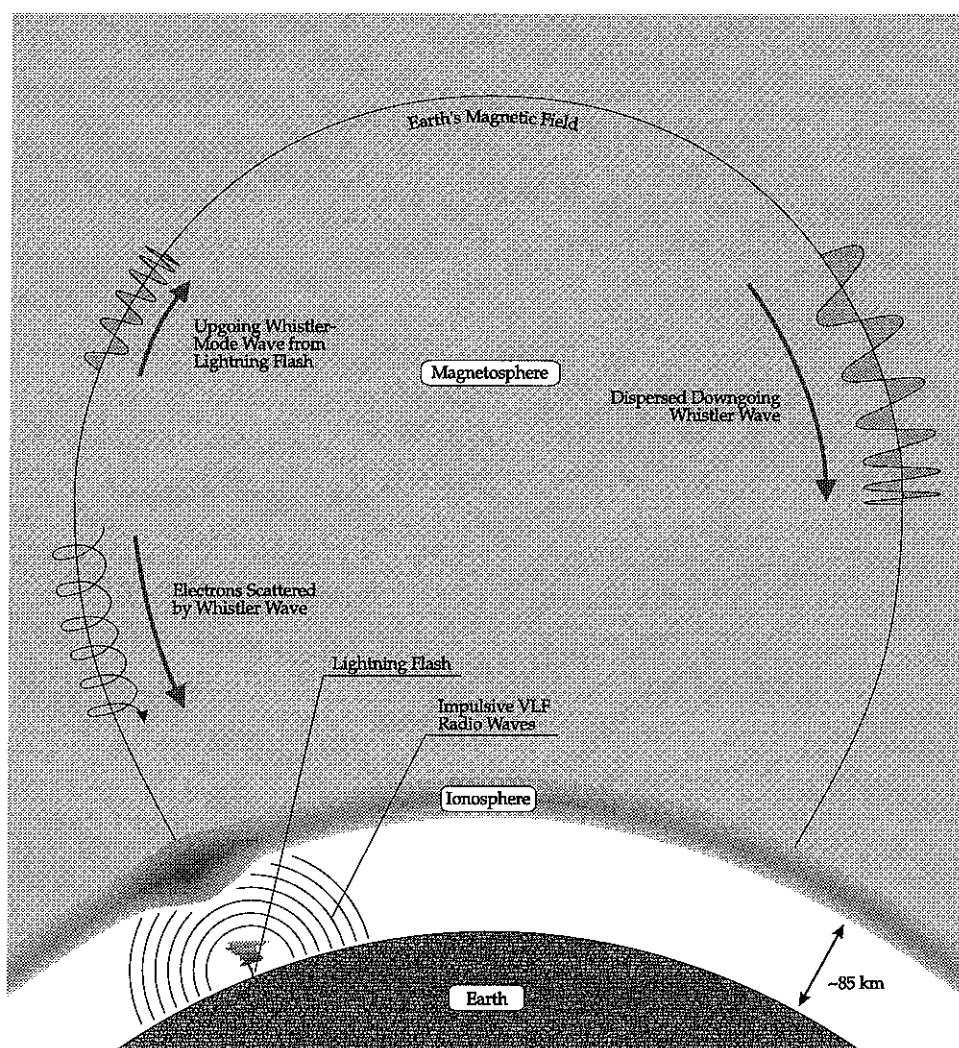 Earth's Magnetic Field
Upgoing Whistler-
Mode Wave from
Lightning Flash
Magnetosphere
Dispersed Downgoing
Whistler Wave
Electrons Scattered
by Whistler Wave
Lightning Flash
Impulsive VLF
Radio Waves
Ionosphere
~85 km
Earth